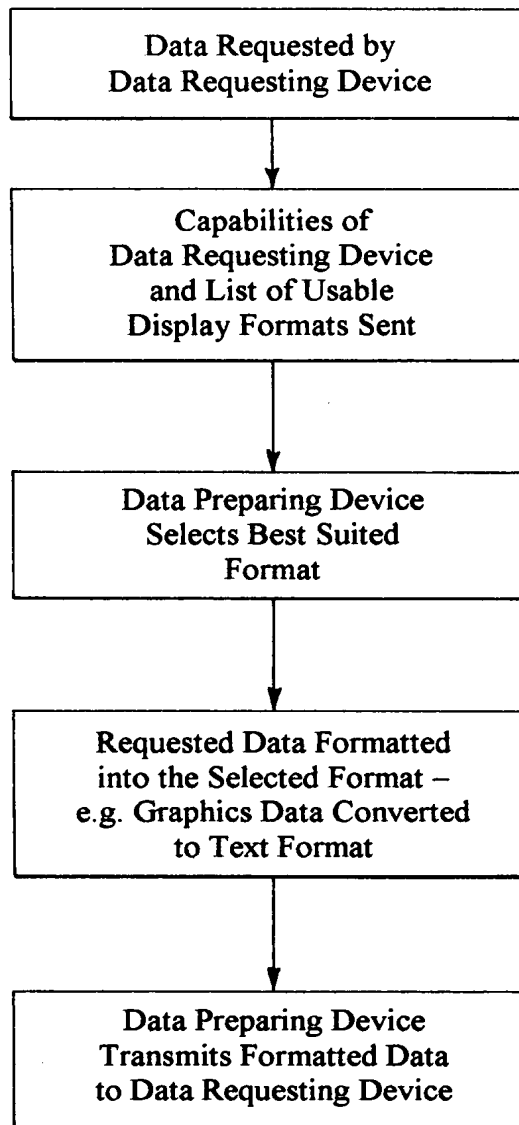 Data Requested by
Data Requesting Device
Capabilities of
Data Requesting Device
and List of Usable
Display Formats Sent
Data Preparing Device
Selects Best Suited
Format
Requested Data Formatted
into the Selected Format –
e.g. Graphics Data Converted
to Text Format
Data Preparing Device
Transmits Formatted Data
to Data Requesting Device